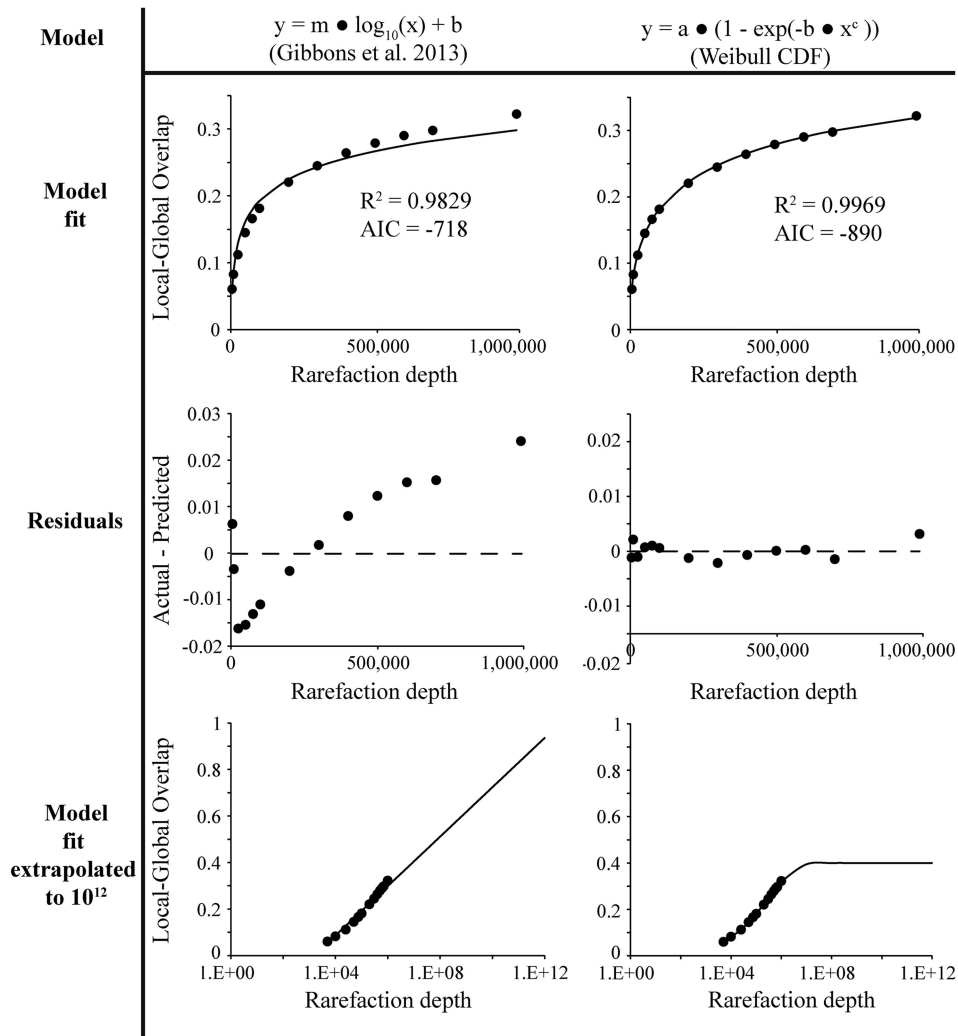 Model
y = m ● log₁₀(x) + b
(Gibbons et al. 2013)
y = a ● (1 - exp(-b ● xᶜ ))
(Weibull CDF)
Model
fit
Local-Global Overlap
0.3
0.2
0.1
0
R² = 0.9829
AIC = -718
0
500,000
1,000,000
Rarefaction depth
0.3
0.2
0.1
0
R² = 0.9969
AIC = -890
0
500,000
1,000,000
Rarefaction depth
Residuals
Actual - Predicted
0.03
0.02
0.01
0
-0.01
-0.02
0
500,000
1,000,000
Rarefaction depth
0.02
0.01
0
-0.01
-0.02
0
500,000
1,000,000
Rarefaction depth
Model
fit
extrapolated
to 10¹²
Local-Global Overlap
1
0.8
0.6
0.4
0.2
0
1.E+00
1.E+04
1.E+08
1.E+12
Rarefaction depth
1
0.8
0.6
0.4
0.2
0
1.E+00
1.E+04
1.E+08
1.E+12
Rarefaction depth